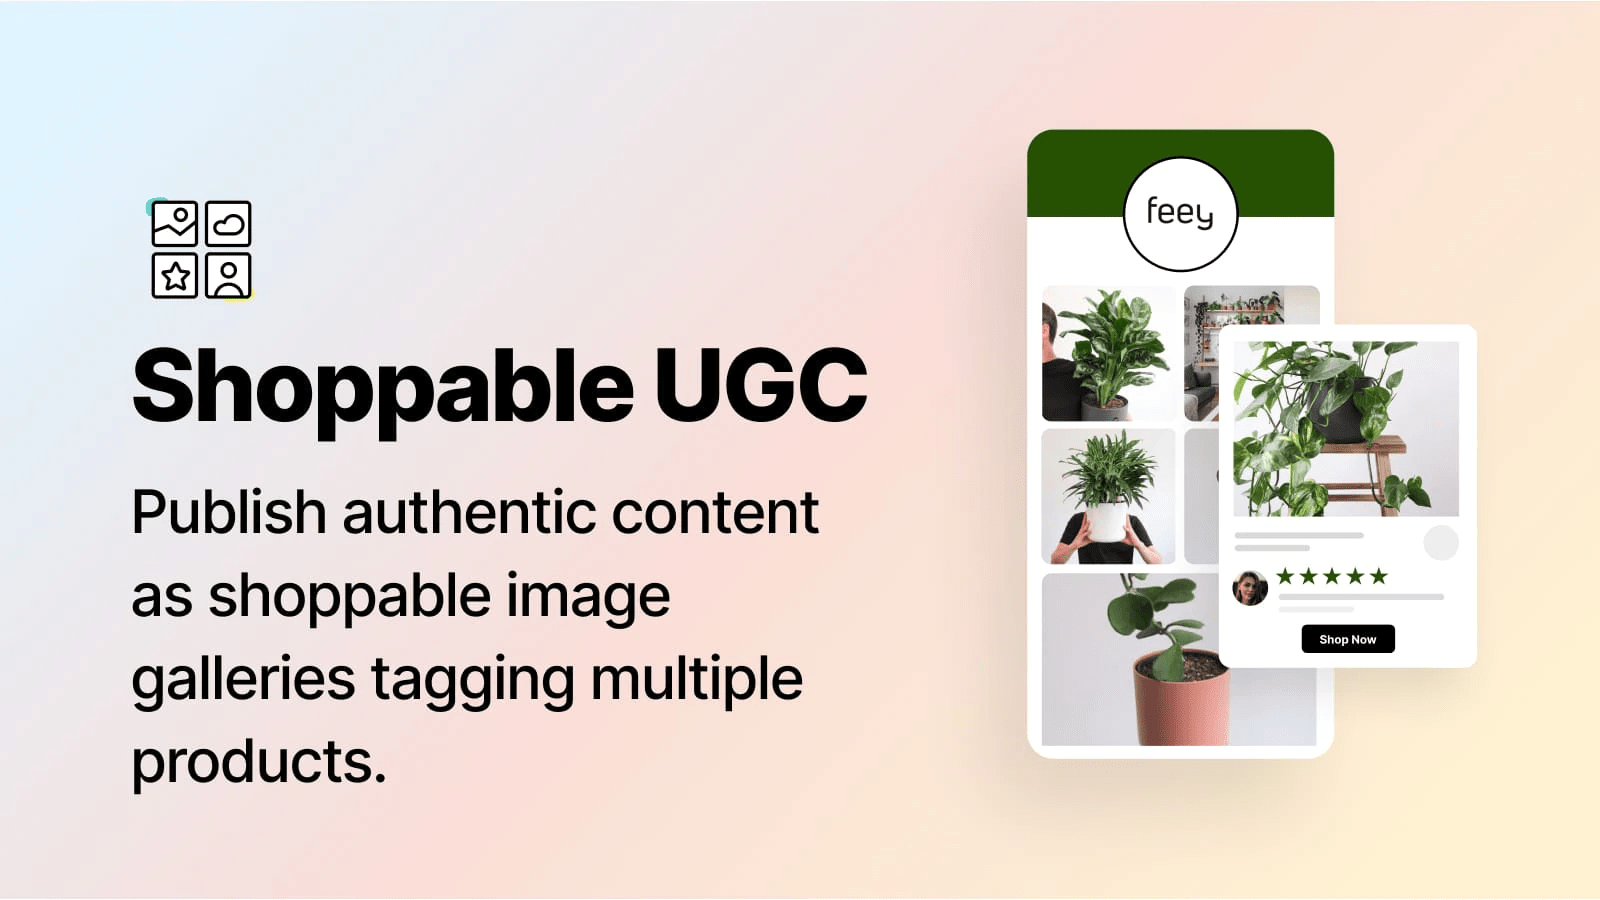 Shoppable UGC
Publish authentic content
as shoppable image
galleries tagging multiple
products.
feey
Shop Now